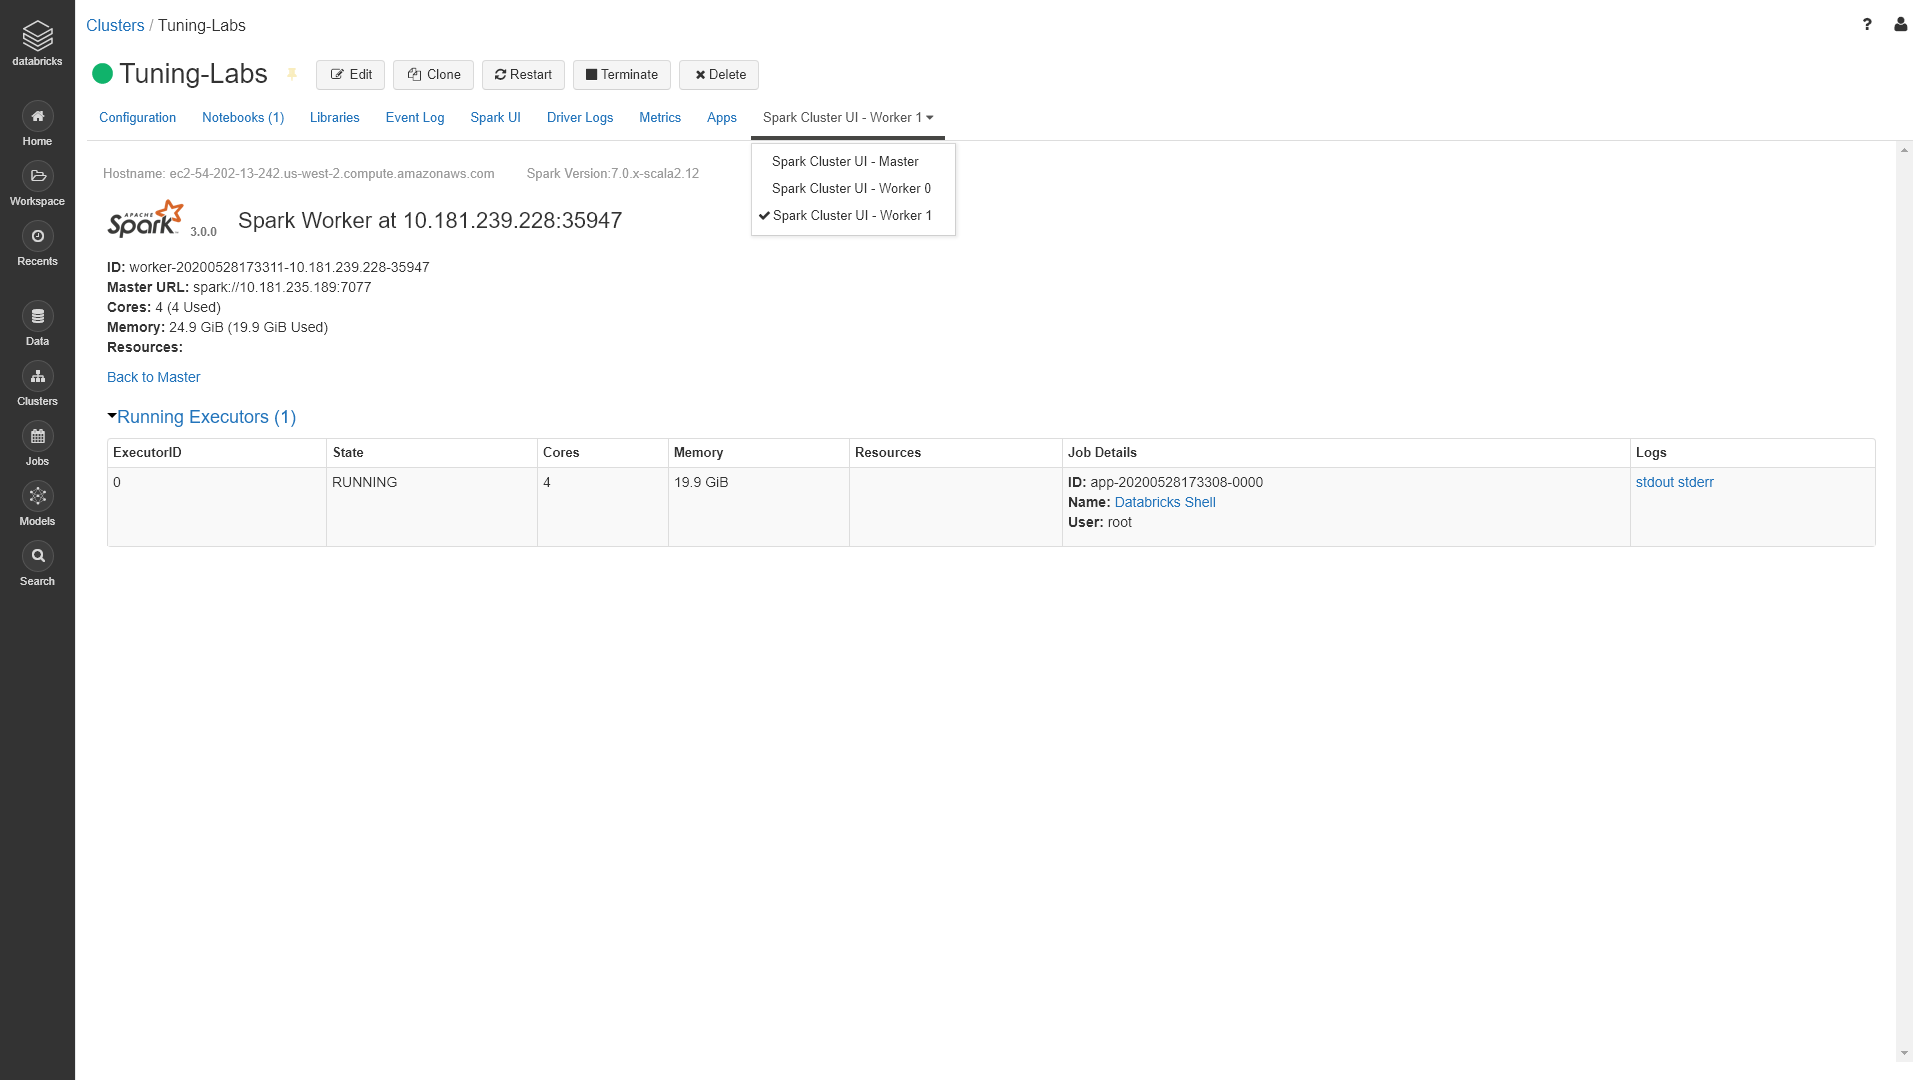 databricks
Home
Workspace
Recents
Data
Clusters
Jobs
Models
Search
Clusters / Tuning-Labs
?
Tuning-Labs Edit Clone Restart Terminate Delete
Configuration Notebooks (1) Libraries Event Log Spark UI Driver Logs Metrics Apps Spark Cluster UI - Worker 1
Spark Cluster UI - Master
Spark Cluster UI - Worker 0
Spark Cluster UI - Worker 1
Hostname: ec2-54-202-13-242.us-west-2.compute.amazonaws.com Spark Version:7.0.x-scala2.12
APACHE Spark 3.0.0 Spark Worker at 10.181.239.228:35947
ID: worker-20200528173311-10.181.239.228-35947
Master URL: spark://10.181.235.189:7077
Cores: 4 (4 Used)
Memory: 24.9 GiB (19.9 GiB Used)
Resources:
Back to Master
Running Executors (1)
ExecutorID State Cores Memory Resources Job Details Logs
0 RUNNING 4 19.9 GiB ID: app-20200528173308-0000 stdout stderr
Name: Databricks Shell
User: root